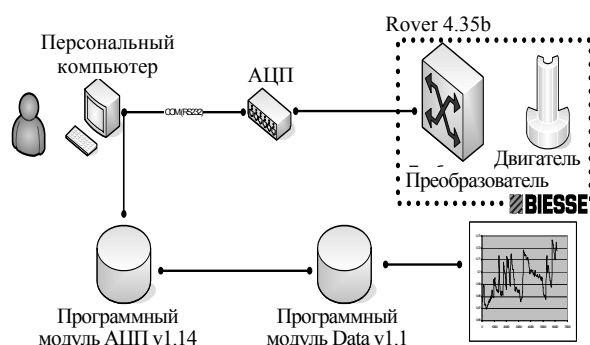 Rover 4.35b
Персональный
компьютер
АЦП
COM(RS232)
Двигатель
Преобразователь
BIESSE
Программный
модуль АЦП v1.14
Программный
модуль Data v1.1